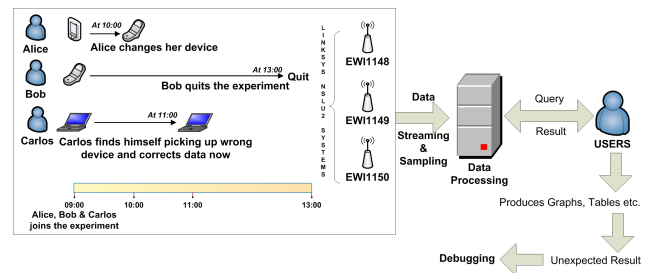 Alice
At 10:00
Alice changes her device
Bob
At 13:00
Quit
Bob quits the experiment
Carlos
At 11:00
Carlos finds himself picking up wrong
device and corrects data now
09:00
10:00
11:00
13:00
Alice, Bob & Carlos
joins the experiment
LINKSYS NSLU2 SYSTEMS
EWI1148
EWI1149
EWI1150
Data
Streaming
&
Sampling
Data
Processing
Query
Result
USERS
Produces Graphs, Tables etc.
Unexpected Result
Debugging